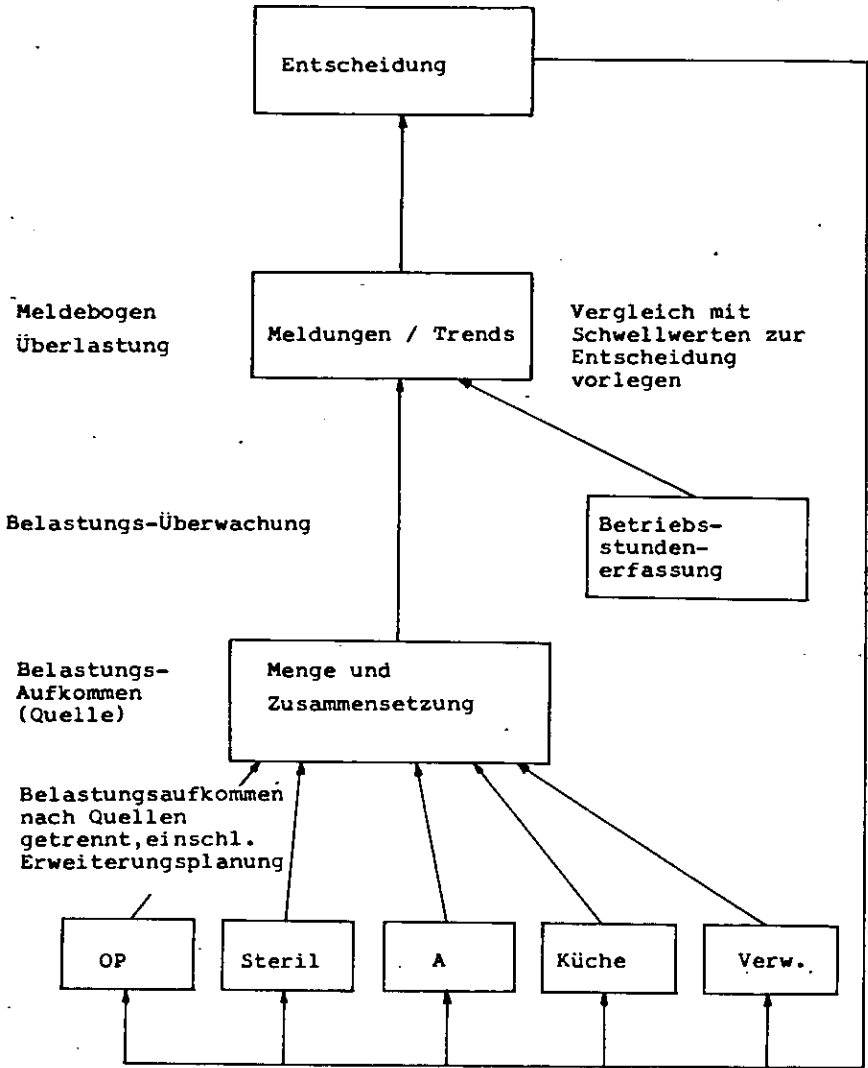 Entscheidung
Meldebogen
Überlastung
Meldungen / Trends
Vergleich mit
Schwellwerten zur
Entscheidung
vorlegen
Belastungs-Überwachung
Betriebs-
stunden-
erfassung
Belastungs-
Aufkommen
(Quelle)
Menge und
Zusammensetzung
Belastungsaufkommen
nach Quellen
getrennt,einschl.
Erweiterungsplanung
OP
Steril
A
Küche
Verw.